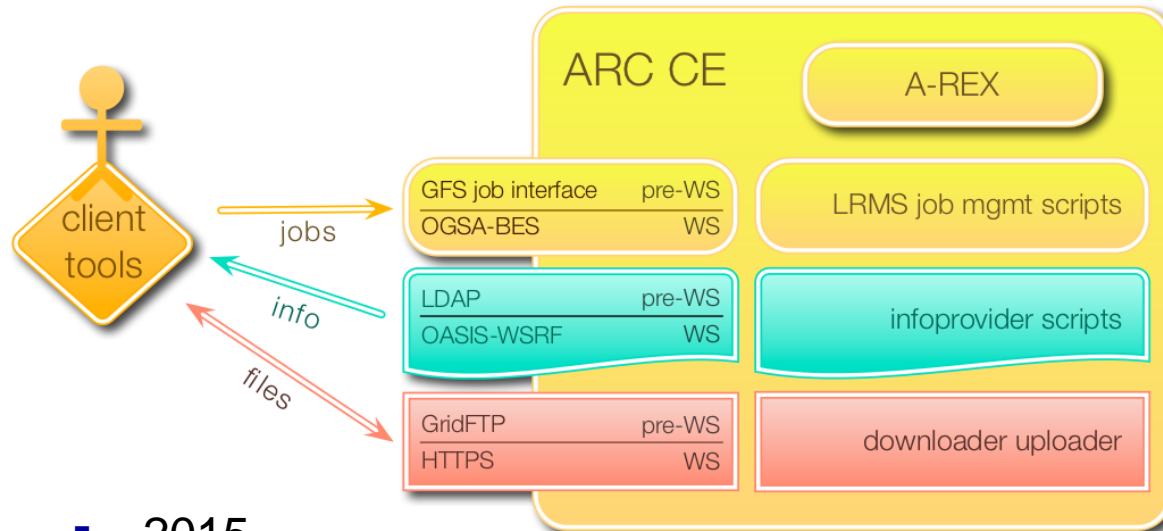 ARC CE
A-REX
client
tools
jobs
info
files
GFS job interface pre-WS
OGSA-BES WS
LRMS job mgmt scripts
LDAP pre-WS
OASIS-WSRF WS
infoprovider scripts
GridFTP pre-WS
HTTPS WS
downloader uploader
2015